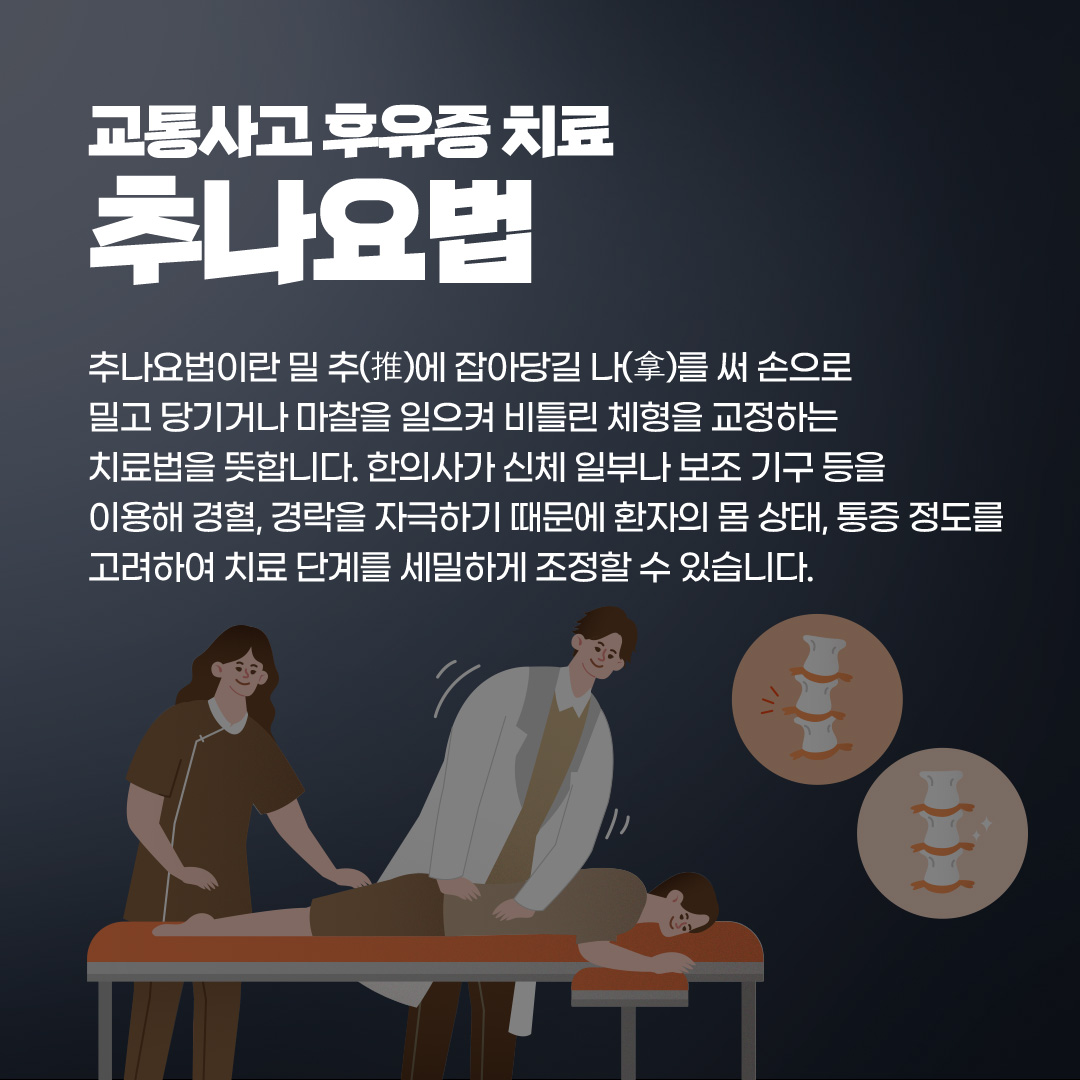 교통사고 후유증 치료
추나요법
추나요법이란 밀 추(推)에 잡아당길 나(拿)를 써 손으로
밀고 당기거나 마찰을 일으켜 비틀린 체형을 교정하는
치료법을 뜻합니다. 한의사가 신체 일부나 보조 기구 등을
이용해 경혈, 경락을 자극하기 때문에 환자의 몸 상태, 통증 정도를
고려하여 치료 단계를 세밀하게 조정할 수 있습니다.